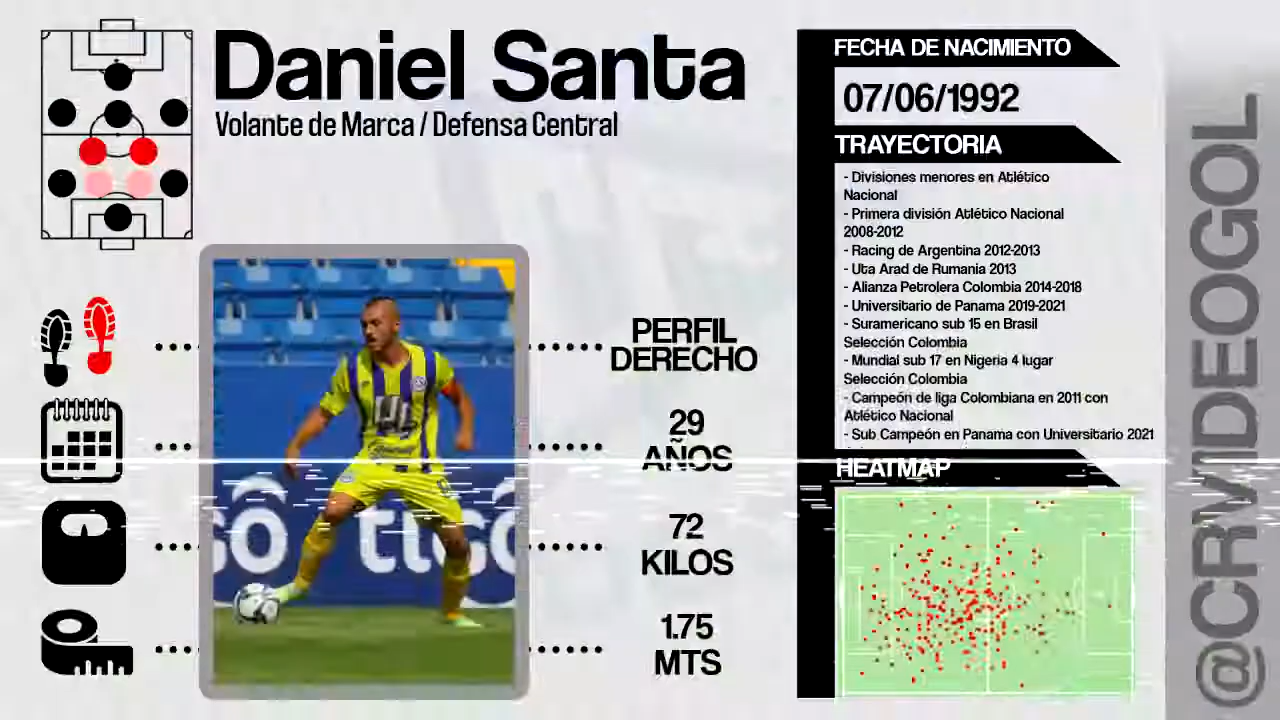 Daniel Santa
Volante de Marca / Defensa Central
PERFIL
DERECHO
29
AÑOS
72
KILOS
1.75
MTS
FECHA DE NACIMIENTO
07/06/1992
TRAYECTORIA
- Divisiones menores en Atlético
Nacional
- Primera división Atlético Nacional
2008-2012
- Racing de Argentina 2012-2013
- Uta Arad de Rumania 2013
- Alianza Petrolera Colombia 2014-2018
- Universitario de Panama 2019-2021
- Suramericano sub 15 en Brasil
Selección Colombia
- Mundial sub 17 en Nigeria 4 lugar
Selección Colombia
- Campeón de liga Colombiana en 2011 con
Atlético Nacional
- Sub Campeón en Panama con Universitario 2021
HEATMAP
@CRVIDEOGOL